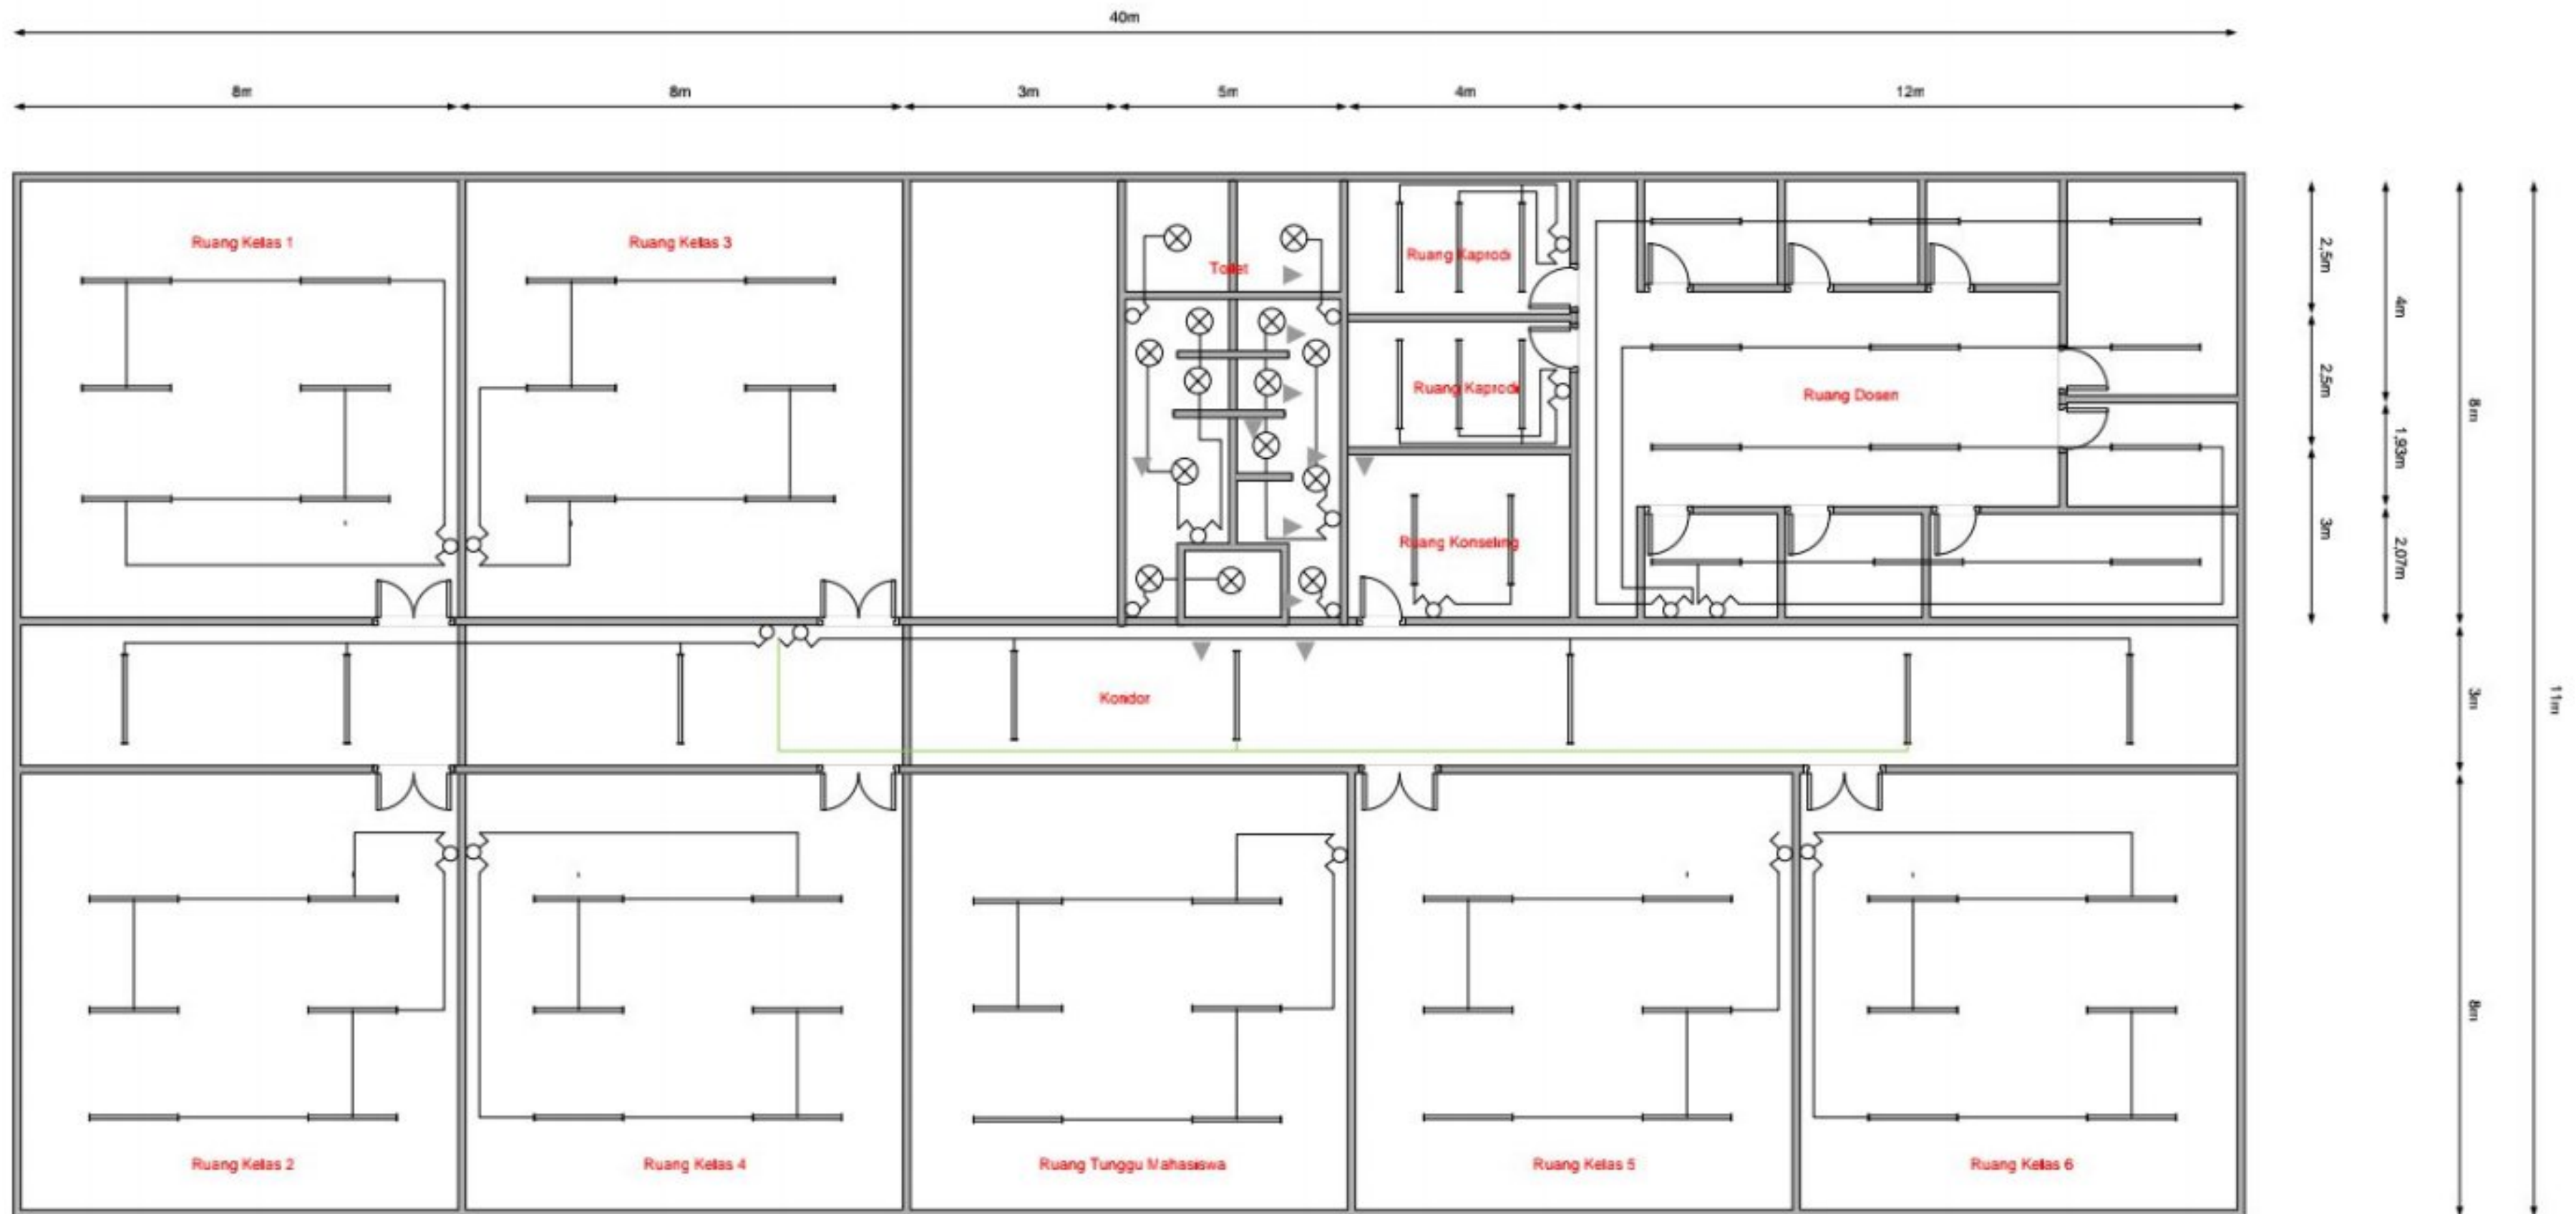 40m
8m 8m 3m 5m 4m 12m
Ruang Kelas 1
Ruang Kelas 3
Toilet
Ruang Kaprodi
Ruang Kaprodi
Ruang Dosen
Ruang Konseling
2,5m
2,5m
3m
4m
1,93m
2,07m
8m
3m
8m
11m
Koridor
Ruang Kelas 2
Ruang Kelas 4
Ruang Tunggu Mahasiswa
Ruang Kelas 5
Ruang Kelas 6